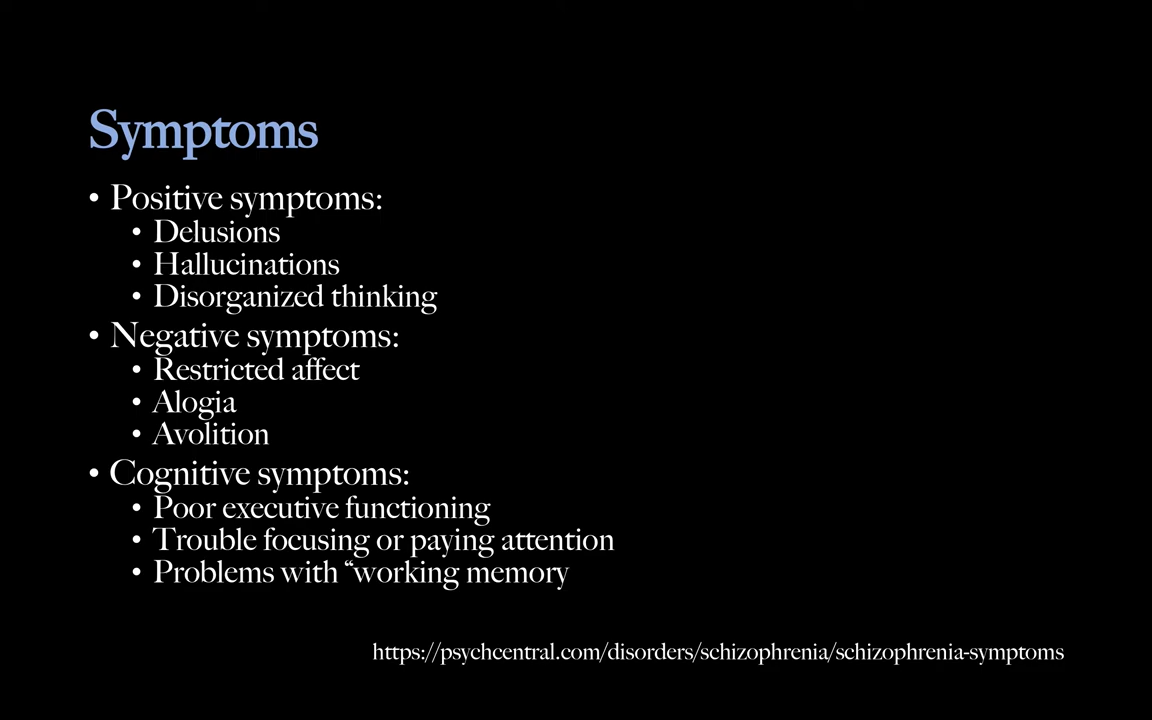 Symptoms
• Positive symptoms:
• Delusions
• Hallucinations
• Disorganized thinking
• Negative symptoms:
• Restricted affect
• Alogia
• Avolition
• Cognitive symptoms:
• Poor executive functioning
• Trouble focusing or paying attention
• Problems with “working memory
https://psychcentral.com/disorders/schizophrenia/schizophrenia-symptoms